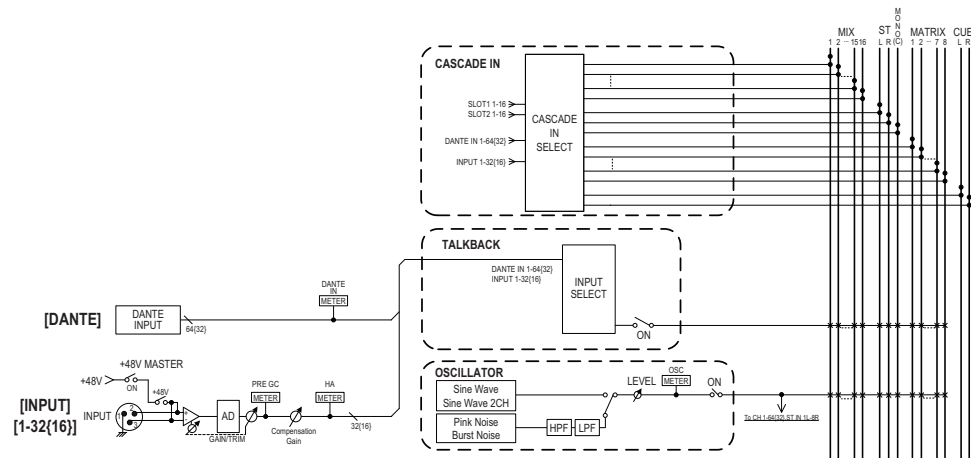 MONO(C)
MIX
ST
MATRIX
CUE
1 2 - 15 16
L R
1 2 - 7 8
L R
CASCADE IN
SLOT1 1-16
SLOT2 1-16
CASCADE
IN
SELECT
DANTE IN 1-64{32}
INPUT 1-32{16}
TALKBACK
DANTE IN 1-64{32}
INPUT 1-32{16}
INPUT
SELECT
ON
[DANTE]
DANTE
INPUT
64{32}
DANTE
IN
METER
+48V MASTER
+48V
ON
+48V
[INPUT]
[1-32{16}]
INPUT
1
2
3
+
-
AD
GAIN/TRIM
PRE GC
METER
Compensation
Gain
HA
METER
32{16}
OSCILLATOR
Sine Wave
Sine Wave 2CH
Pink Noise
Burst Noise
HPF
LPF
LEVEL
OSC
METER
ON
To CH 1-64{32},ST IN 1L-8R